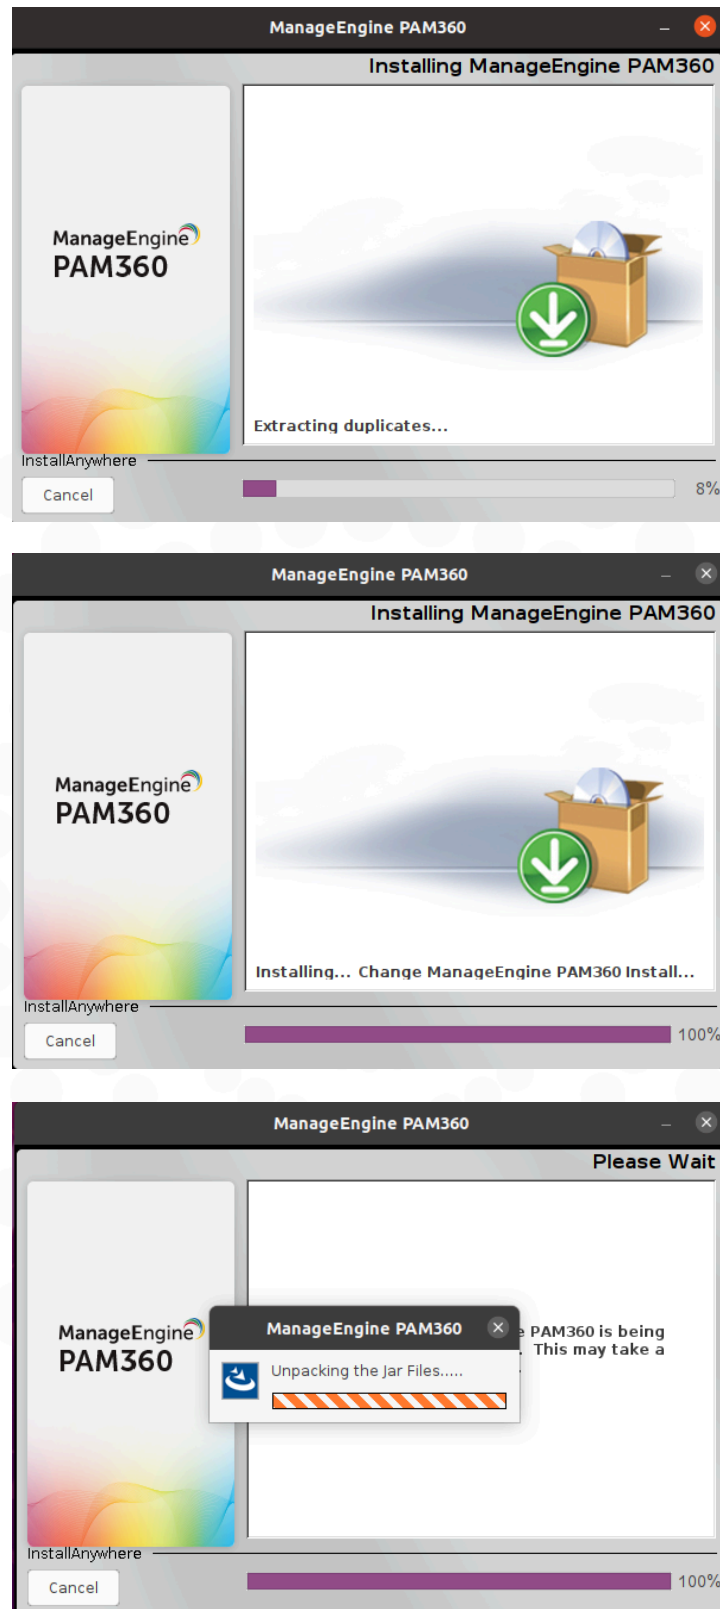 ManageEngine PAM360
Installing ManageEngine PAM360
ManageEngine
PAM360
Extracting duplicates...
InstallAnywhere
Cancel
8%
ManageEngine PAM360
Installing ManageEngine PAM360
ManageEngine
PAM360
Installing... Change ManageEngine PAM360 Install...
InstallAnywhere
Cancel
100%
ManageEngine PAM360
Please Wait
ManageEngine
PAM360
ManageEngine PAM360
Unpacking the Jar Files.....
PAM360 is being
. This may take a
.
InstallAnywhere
Cancel
100%